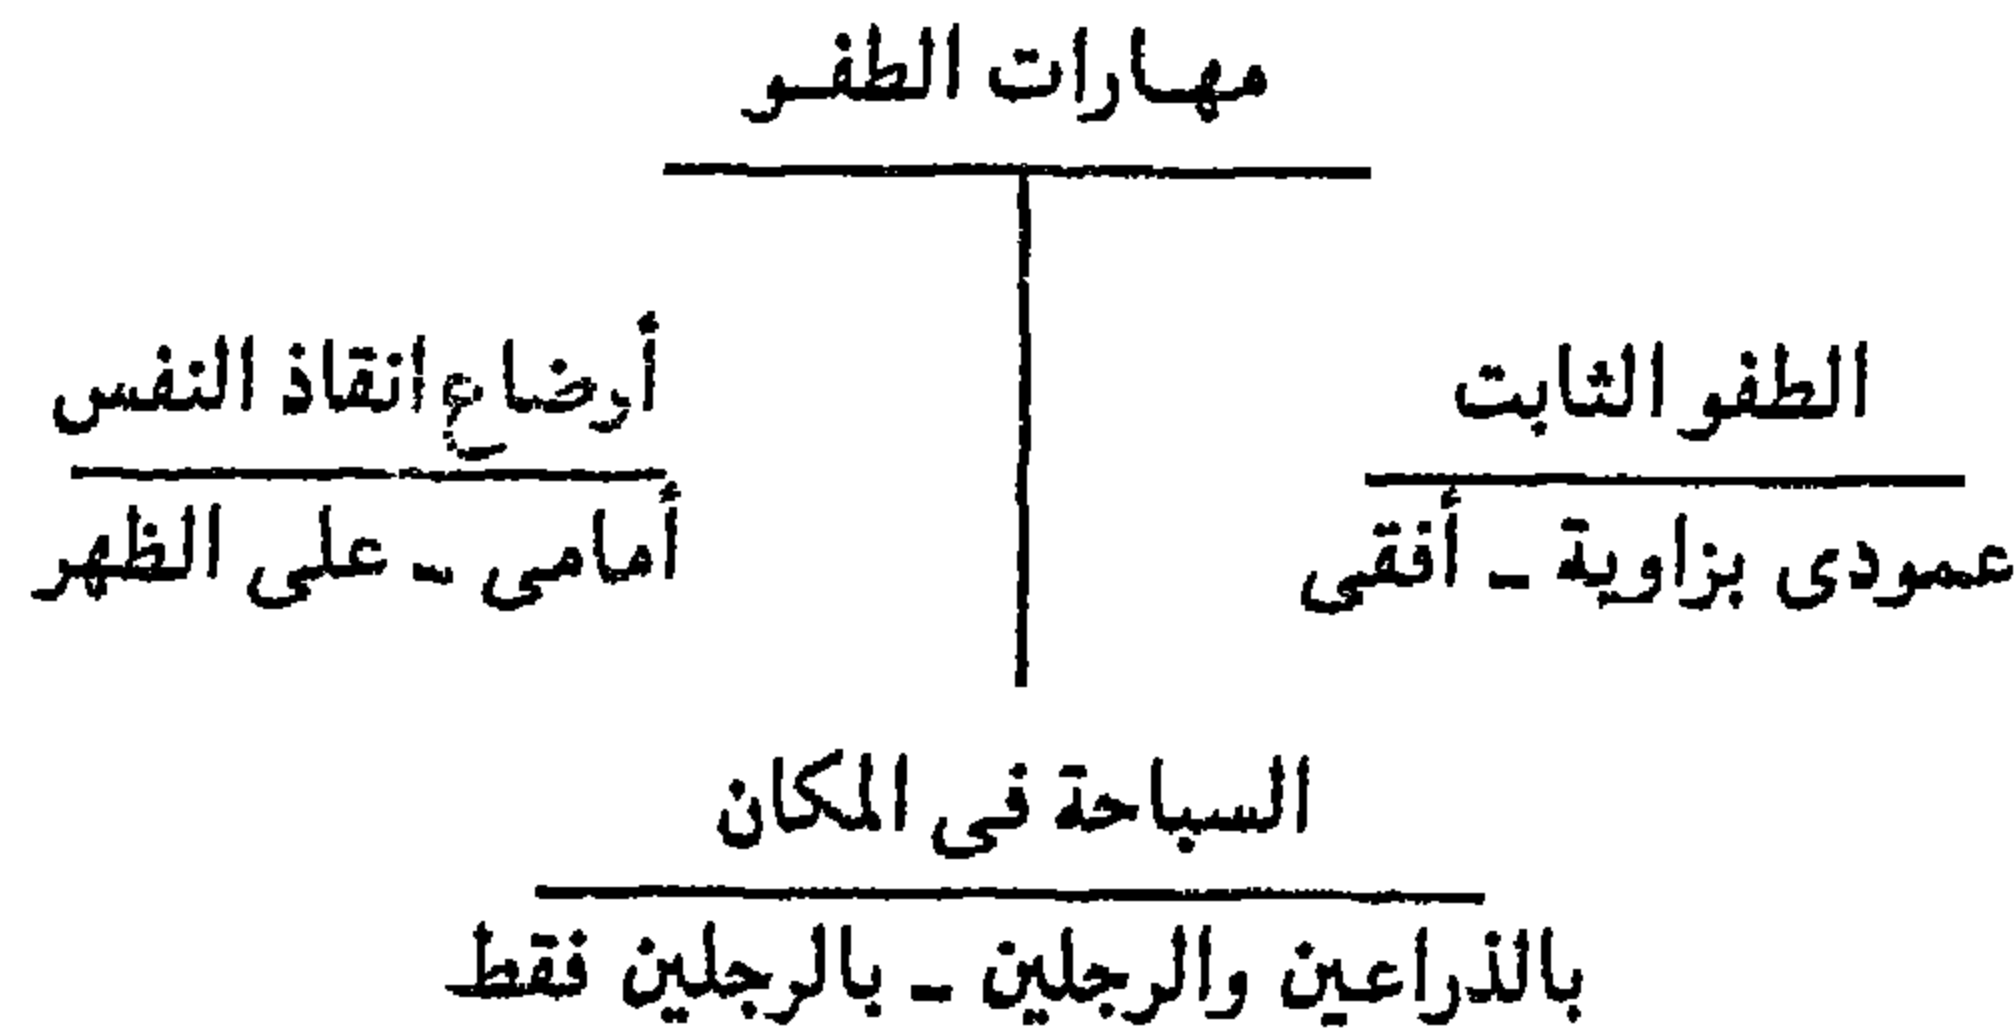 مهارات الطفو
الطفو الثابت
عمودى بزاوية - أفقى
أوضاع انقاذ النفس
أمامى - على الظهر
السباحة فى المكان
بالذراعين والرجلين - بالرجلين فقط